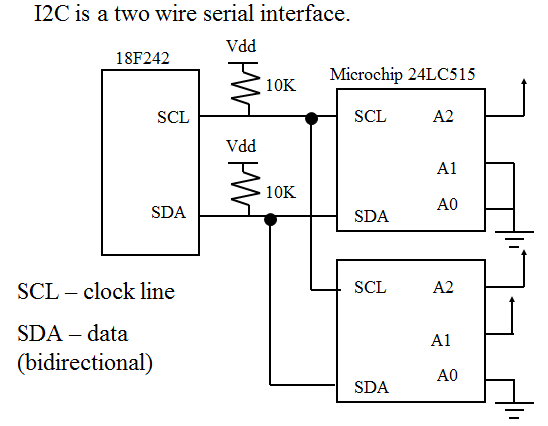 I2C is a two wire serial interface.
Vdd
18F242
10K
Microchip 24LC515
SCL
SCL
A2
Vdd
A1
10K
A0
SDA
SDA
SCL – clock line
SCL
A2
SDA – data
(bidirectional)
A1
A0
SDA